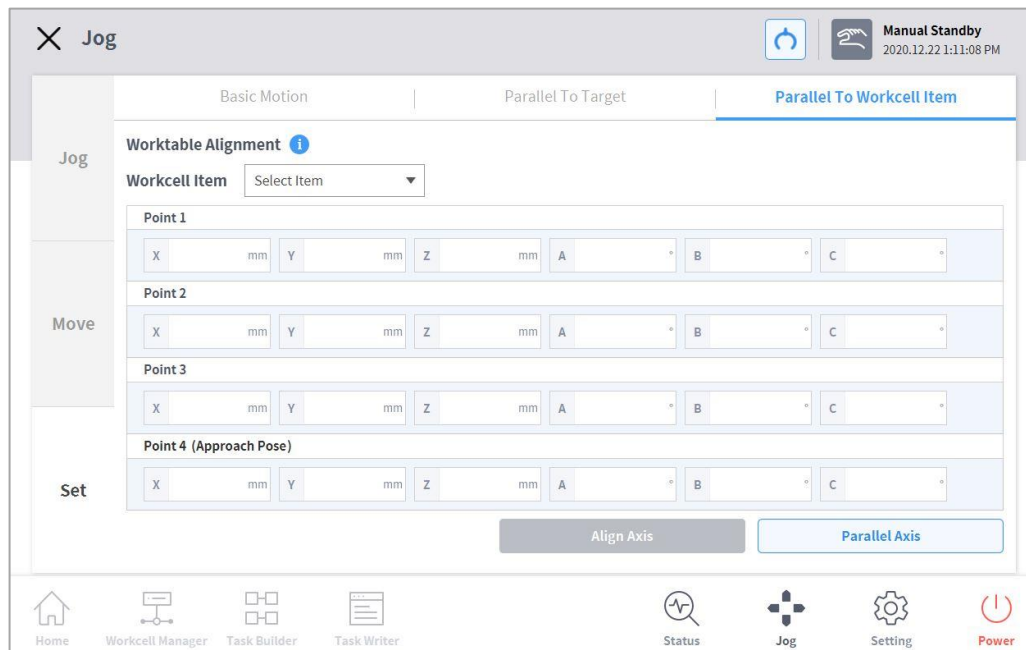 Jog
Manual Standby
2020.12.22 1:11:08 PM
Jog
Move
Set
Basic Motion
Parallel To Target
Parallel To Workcell Item
Worktable Alignment i
Workcell Item Select Item
Point 1
X mm Y mm Z mm A ° B ° C °
Point 2
X mm Y mm Z mm A ° B ° C °
Point 3
X mm Y mm Z mm A ° B ° C °
Point 4 (Approach Pose)
X mm Y mm Z mm A ° B ° C °
Align Axis
Parallel Axis
Home
Workcell Manager
Task Builder
Task Writer
Status
Jog
Setting
Power